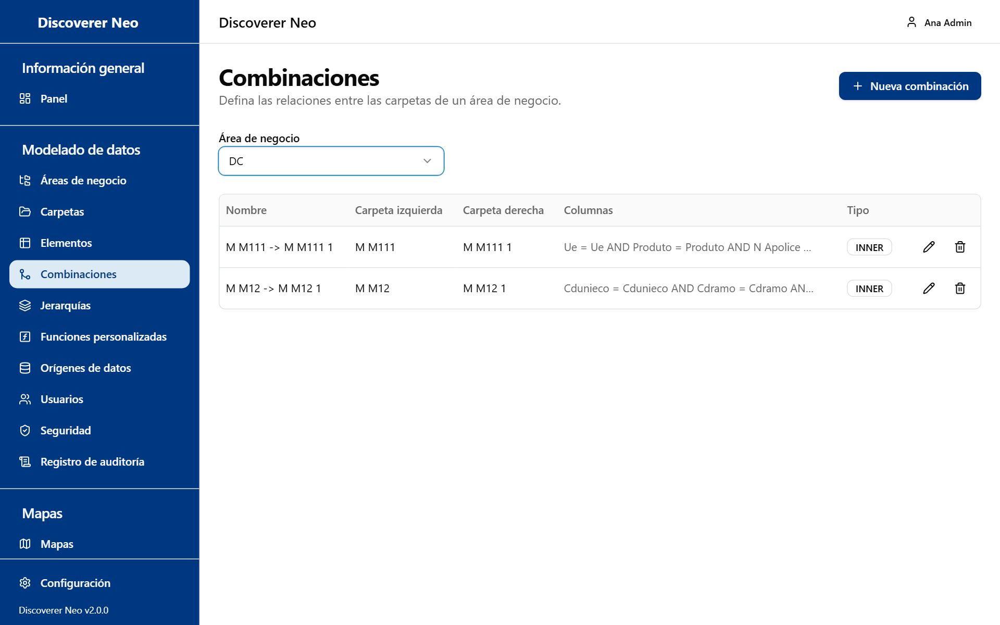 Discoverer Neo
Discoverer Neo
Ana Admin
Información general
Panel
Modelado de datos
Áreas de negocio
Carpetas
Elementos
Combinaciones
Jerarquías
Funciones personalizadas
Orígenes de datos
Usuarios
Seguridad
Registro de auditoría
Mapas
Mapas
Configuración
Discoverer Neo v2.0.0
Combinaciones
Defina las relaciones entre las carpetas de un área de negocio.
Nueva combinación
Área de negocio
DC
Nombre Carpeta izquierda Carpeta derecha Columnas Tipo
M M111 -> M M111 1 M M111 M M111 1 Ue = Ue AND Produto = Produto AND N Apolice ... INNER
M M12 -> M M12 1 M M12 M M12 1 Cdunieco = Cdunieco AND Cdramo = Cdramo AN... INNER